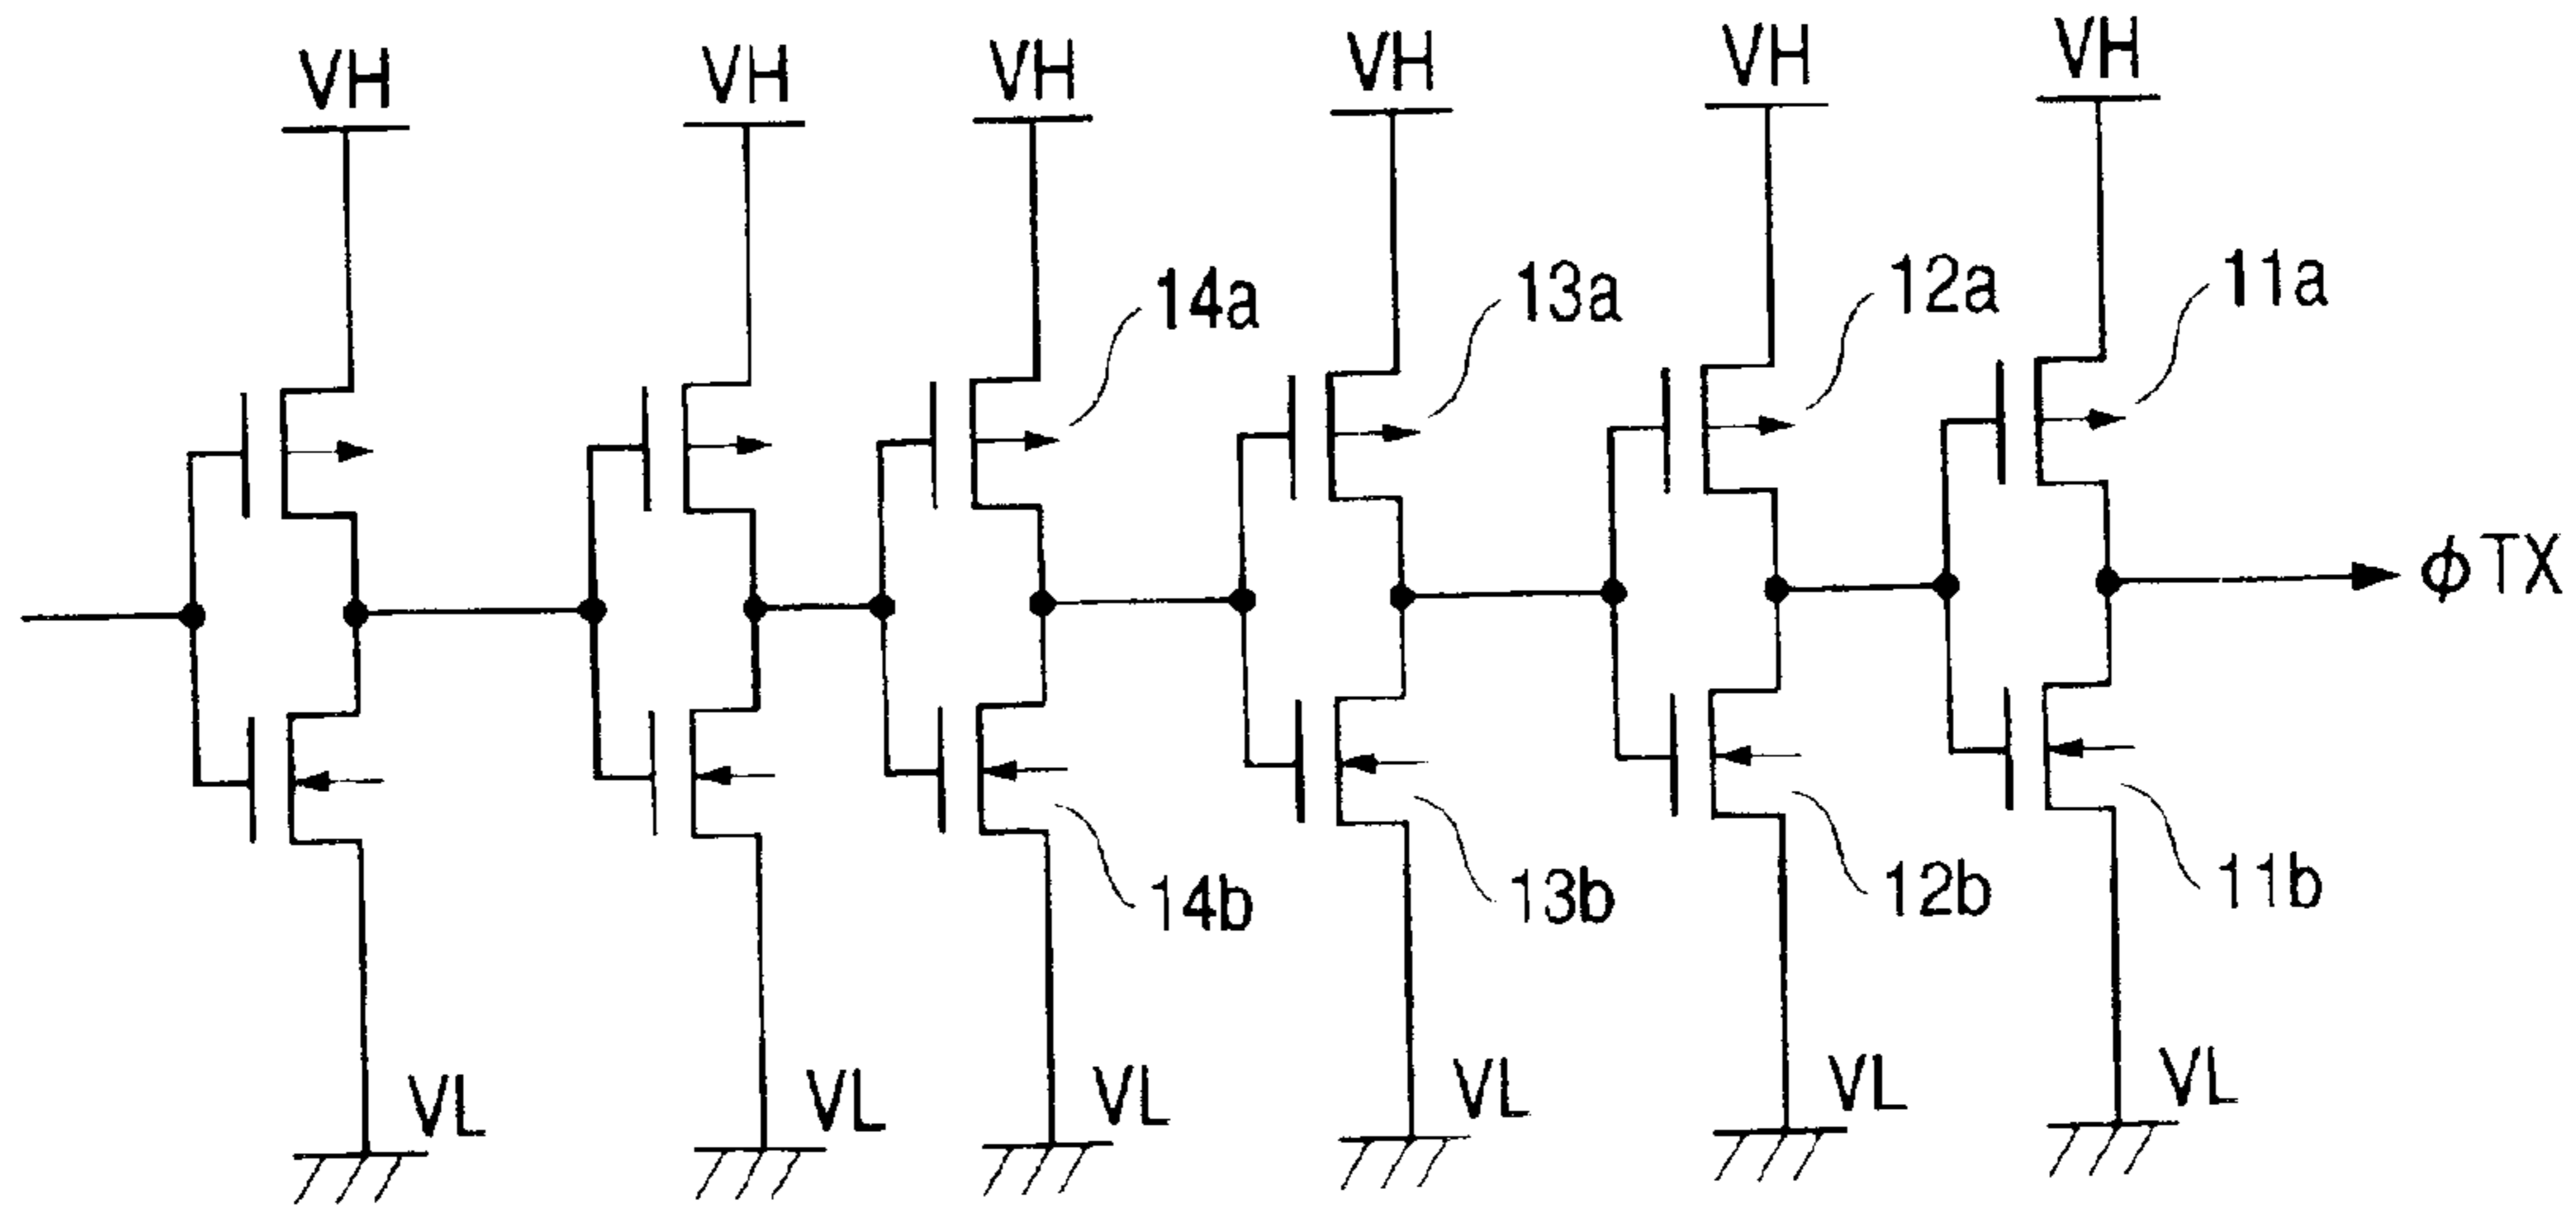 VH VH VH VH VH VH
14a 13a 12a 11a
ϕTX
14b 13b 12b 11b
VL VL VL VL VL VL